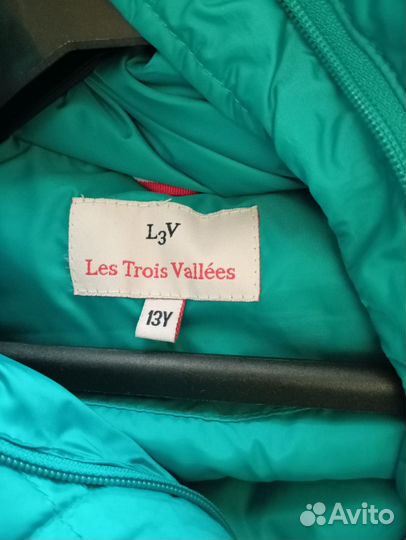 L3V
Les Trois Vallées
13Y
Avito